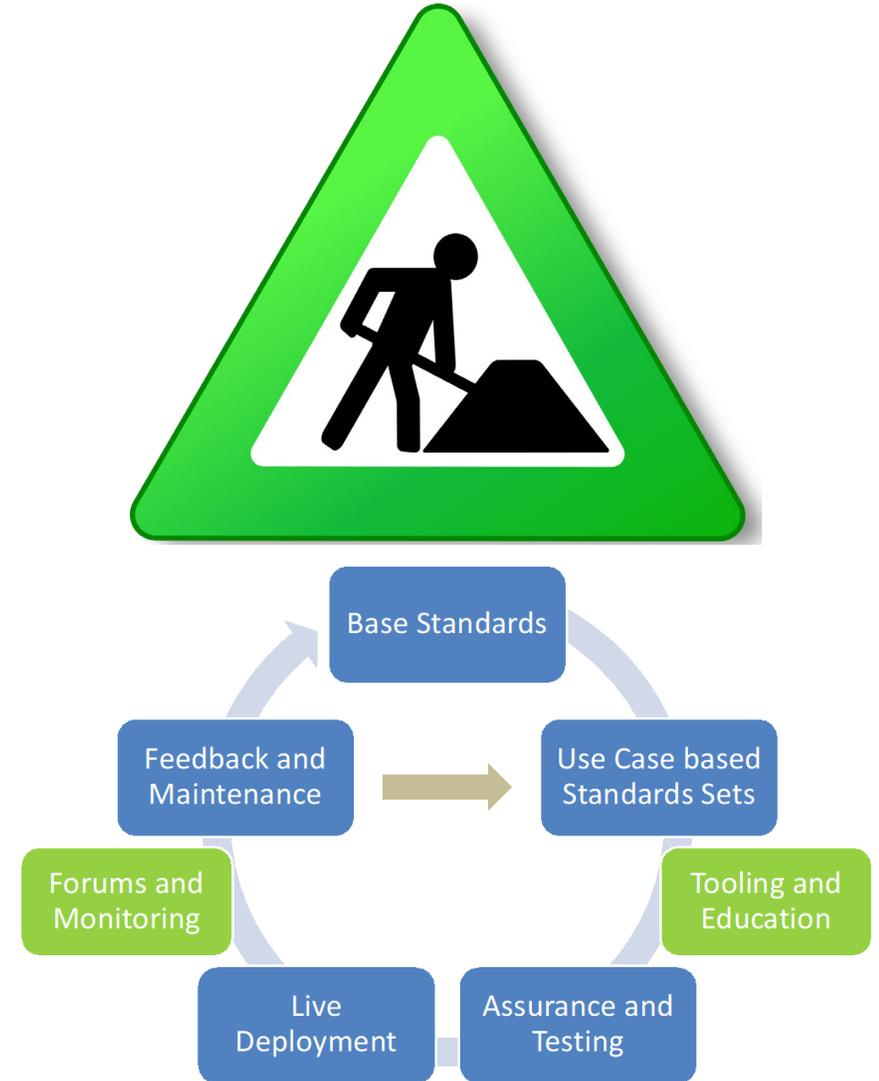 Base Standards
Feedback and
Maintenance
Use Case based
Standards Sets
Forums and
Monitoring
Tooling and
Education
Live
Deployment
Assurance and
Testing